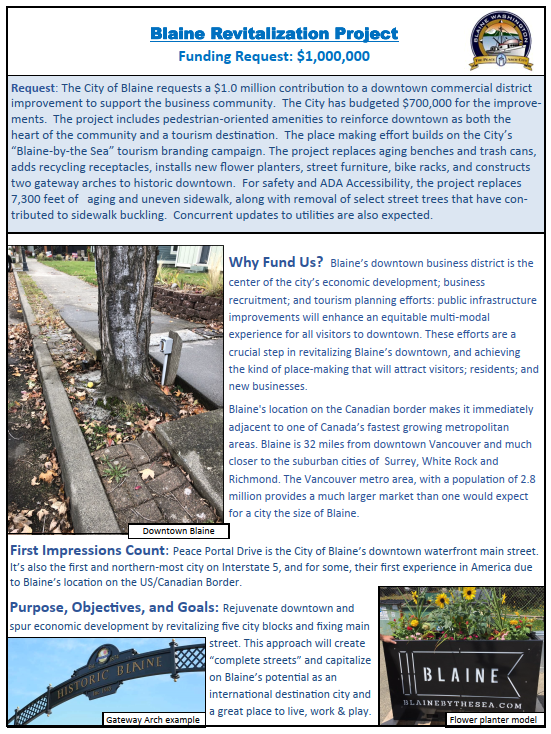 Blaine Revitalization Project
Funding Request: $1,000,000
BLAINE WASHINGTON
Request: The City of Blaine requests a $1.0 million contribution to a downtown commercial district
improvement to support the business community.  The City has budgeted $700,000 for the improve-
ments.  The project includes pedestrian-oriented amenities to reinforce downtown as both the
heart of the community and a tourism destination.  The place making effort builds on the City’s
“Blaine-by-the Sea” tourism branding campaign. The project replaces aging benches and trash cans,
adds recycling receptacles, installs new flower planters, street furniture, bike racks, and constructs
two gateway arches to historic downtown.  For safety and ADA Accessibility, the project replaces
7,300 feet of  aging and uneven sidewalk, along with removal of select street trees that have con-
tributed to sidewalk buckling.  Concurrent updates to utilities are also expected.
Why Fund Us?  Blaine’s downtown business district is the
center of the city’s economic development; business
recruitment; and tourism planning efforts: public infrastructure
improvements will enhance an equitable multi-modal
experience for all visitors to downtown. These efforts are a
crucial step in revitalizing Blaine’s downtown, and achieving
the kind of place-making that will attract visitors; residents; and
new businesses.
Blaine's location on the Canadian border makes it immediately
adjacent to one of Canada’s fastest growing metropolitan
areas. Blaine is 32 miles from downtown Vancouver and much
closer to the suburban cities of  Surrey, White Rock and
Richmond. The Vancouver metro area, with a population of 2.8
million provides a much larger market than one would expect
for a city the size of Blaine.
Downtown Blaine
First Impressions Count: Peace Portal Drive is the City of Blaine’s downtown waterfront main street.
It’s also the first and northern-most city on Interstate 5, and for some, their first experience in America due
to Blaine’s location on the US/Canadian Border.
Purpose, Objectives, and Goals: Rejuvenate downtown and
spur economic development by revitalizing five city blocks and fixing main
street. This approach will create
“complete streets” and capitalize
on Blaine’s potential as an
international destination city and
a great place to live, work & play.
HISTORIC BLAINE
Gateway Arch example
BLAINE
BLAINEBYTHESEA.COM
Flower planter model